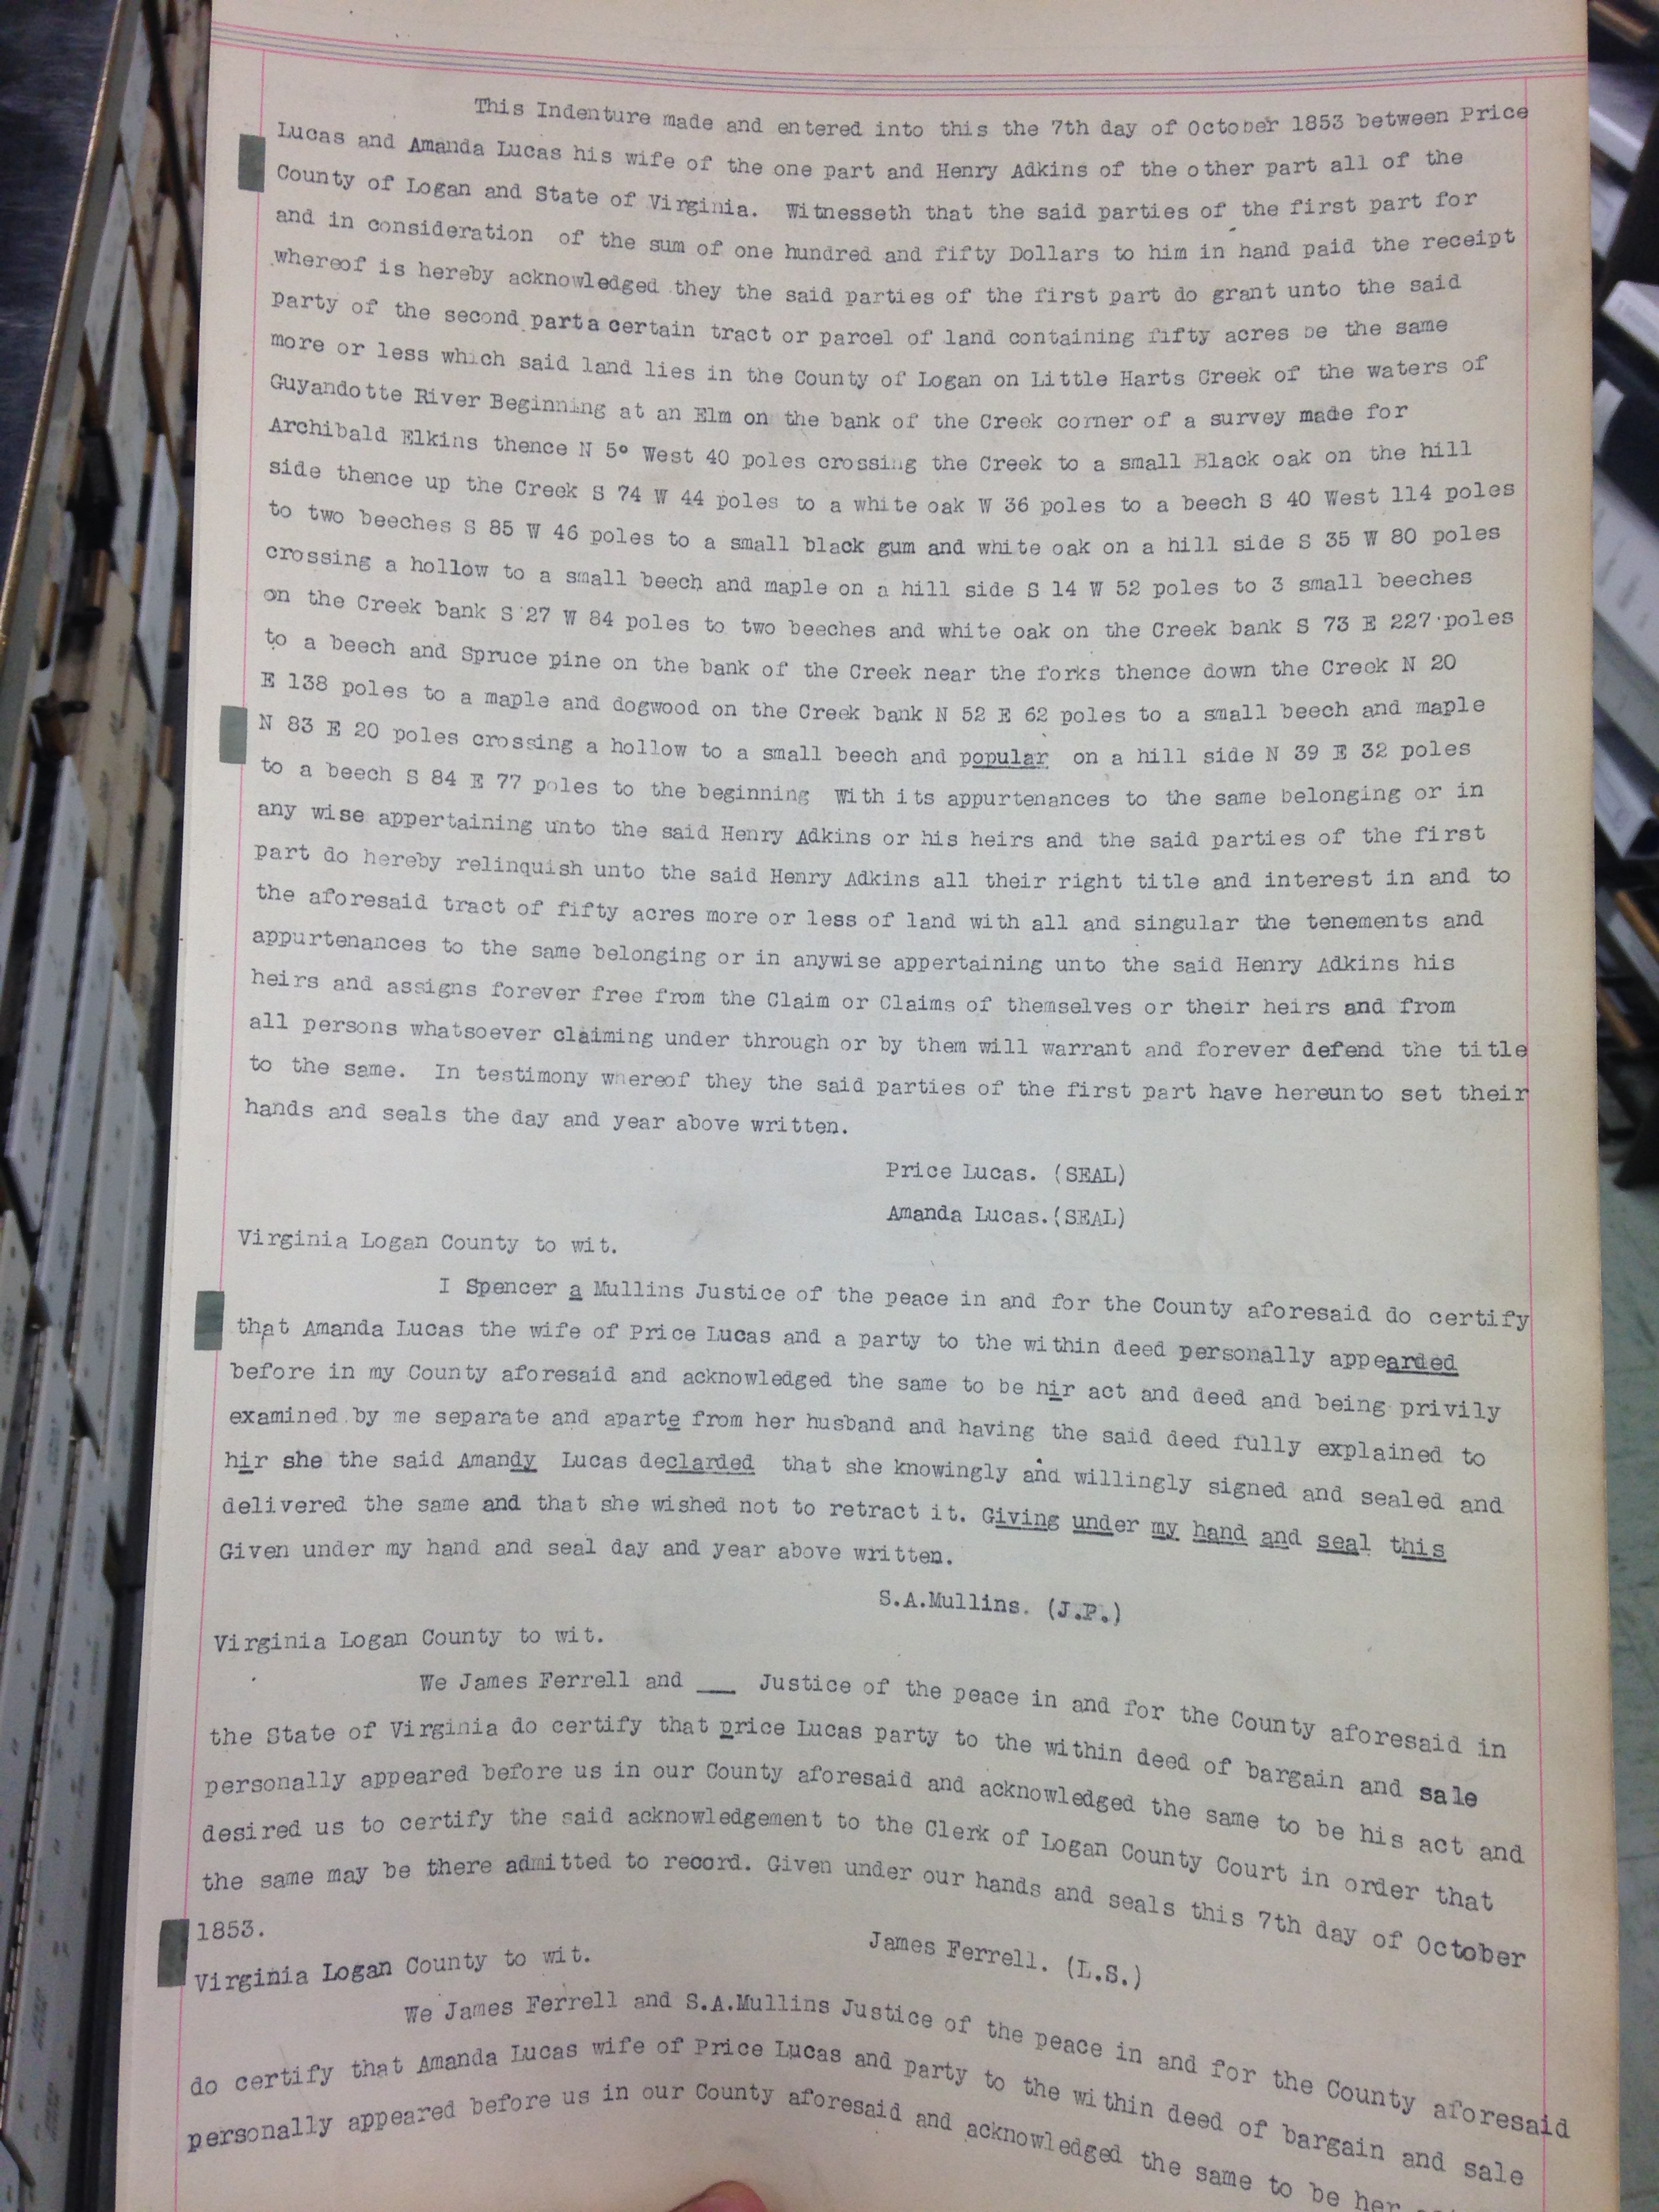 This Indenture made and entered into this the 7th day of October 1853 between Price
Lucas and Amanda Lucas his wife of the one part and Henry Adkins of the other part all of the
County of Logan and State of Virginia. Witnesseth that the said parties of the first part for
and in consideration of the sum of one hundred and fifty Dollars to him in hand paid the receipt
whereof is hereby acknowledged they the said parties of the first part do grant unto the said
party of the second part a certain tract or parcel of land containing fifty acres be the same
more or less which said land lies in the County of Logan on Little Harts Creek of the waters of
Guyandotte River Beginning at an Elm on the bank of the Creek corner of a survey made for
Archibald Elkins thence N 5° West 40 poles crossing the Creek to a small Black oak on the hill
side thence up the Creek S 74 W 44 poles to a white oak W 36 poles to a beech S 40 West 114 poles
to two beeches S 85 W 46 poles to a small black gum and white oak on a hill side S 35 W 80 poles
crossing a hollow to a small beech and maple on a hill side S 14 W 52 poles to 3 small beeches
on the Creek bank S 27 W 84 poles to two beeches and white oak on the Creek bank S 73 E 227 poles
to a beech and Spruce pine on the bank of the Creek near the forks thence down the Creek N 20
E 138 poles to a maple and dogwood on the Creek bank N 52 E 62 poles to a small beech and maple
N 83 E 20 poles crossing a hollow to a small beech and popular on a hill side N 39 E 32 poles
to a beech S 84 E 77 poles to the beginning With its appurtenances to the same belonging or in
any wise appertaining unto the said Henry Adkins or his heirs and the said parties of the first
part do hereby relinquish unto the said Henry Adkins all their right title and interest in and to
the aforesaid tract of fifty acres more or less of land with all and singular the tenements and
appurtenances to the same belonging or in anywise appertaining unto the said Henry Adkins his
heirs and assigns forever free from the Claim or Claims of themselves or their heirs and from
all persons whatsoever claiming under through or by them will warrant and forever defend the title
to the same. In testimony whereof they the said parties of the first part have hereunto set their
hands and seals the day and year above written.
Price Lucas. (SEAL)
Amanda Lucas.(SEAL)
Virginia Logan County to wit.
I Spencer a Mullins Justice of the peace in and for the County aforesaid do certify
that Amanda Lucas the wife of Price Lucas and a party to the within deed personally appearded
before in my County aforesaid and acknowledged the same to be hir act and deed and being privily
examined by me separate and aparte from her husband and having the said deed fully explained to
hir she the said Amandy Lucas declarded that she knowingly and willingly signed and sealed and
delivered the same and that she wished not to retract it. Giving under my hand and seal this
Given under my hand and seal day and year above written.
S.A.Mullins. (J.P.)
Virginia Logan County to wit.
We James Ferrell and ___ Justice of the peace in and for the County aforesaid in
the State of Virginia do certify that price Lucas party to the within deed of bargain and sale
personally appeared before us in our County aforesaid and acknowledged the same to be his act and
desired us to certify the said acknowledgement to the Clerk of Logan County Court in order that
the same may be there admitted to record. Given under our hands and seals this 7th day of October
1853.
James Ferrell. (L.S.)
Virginia Logan County to wit.
We James Ferrell and S.A.Mullins Justice of the peace in and for the County aforesaid
do certify that Amanda Lucas wife of Price Lucas and party to the within deed of bargain and sale
personally appeared before us in our County aforesaid and acknowledged the same to be her